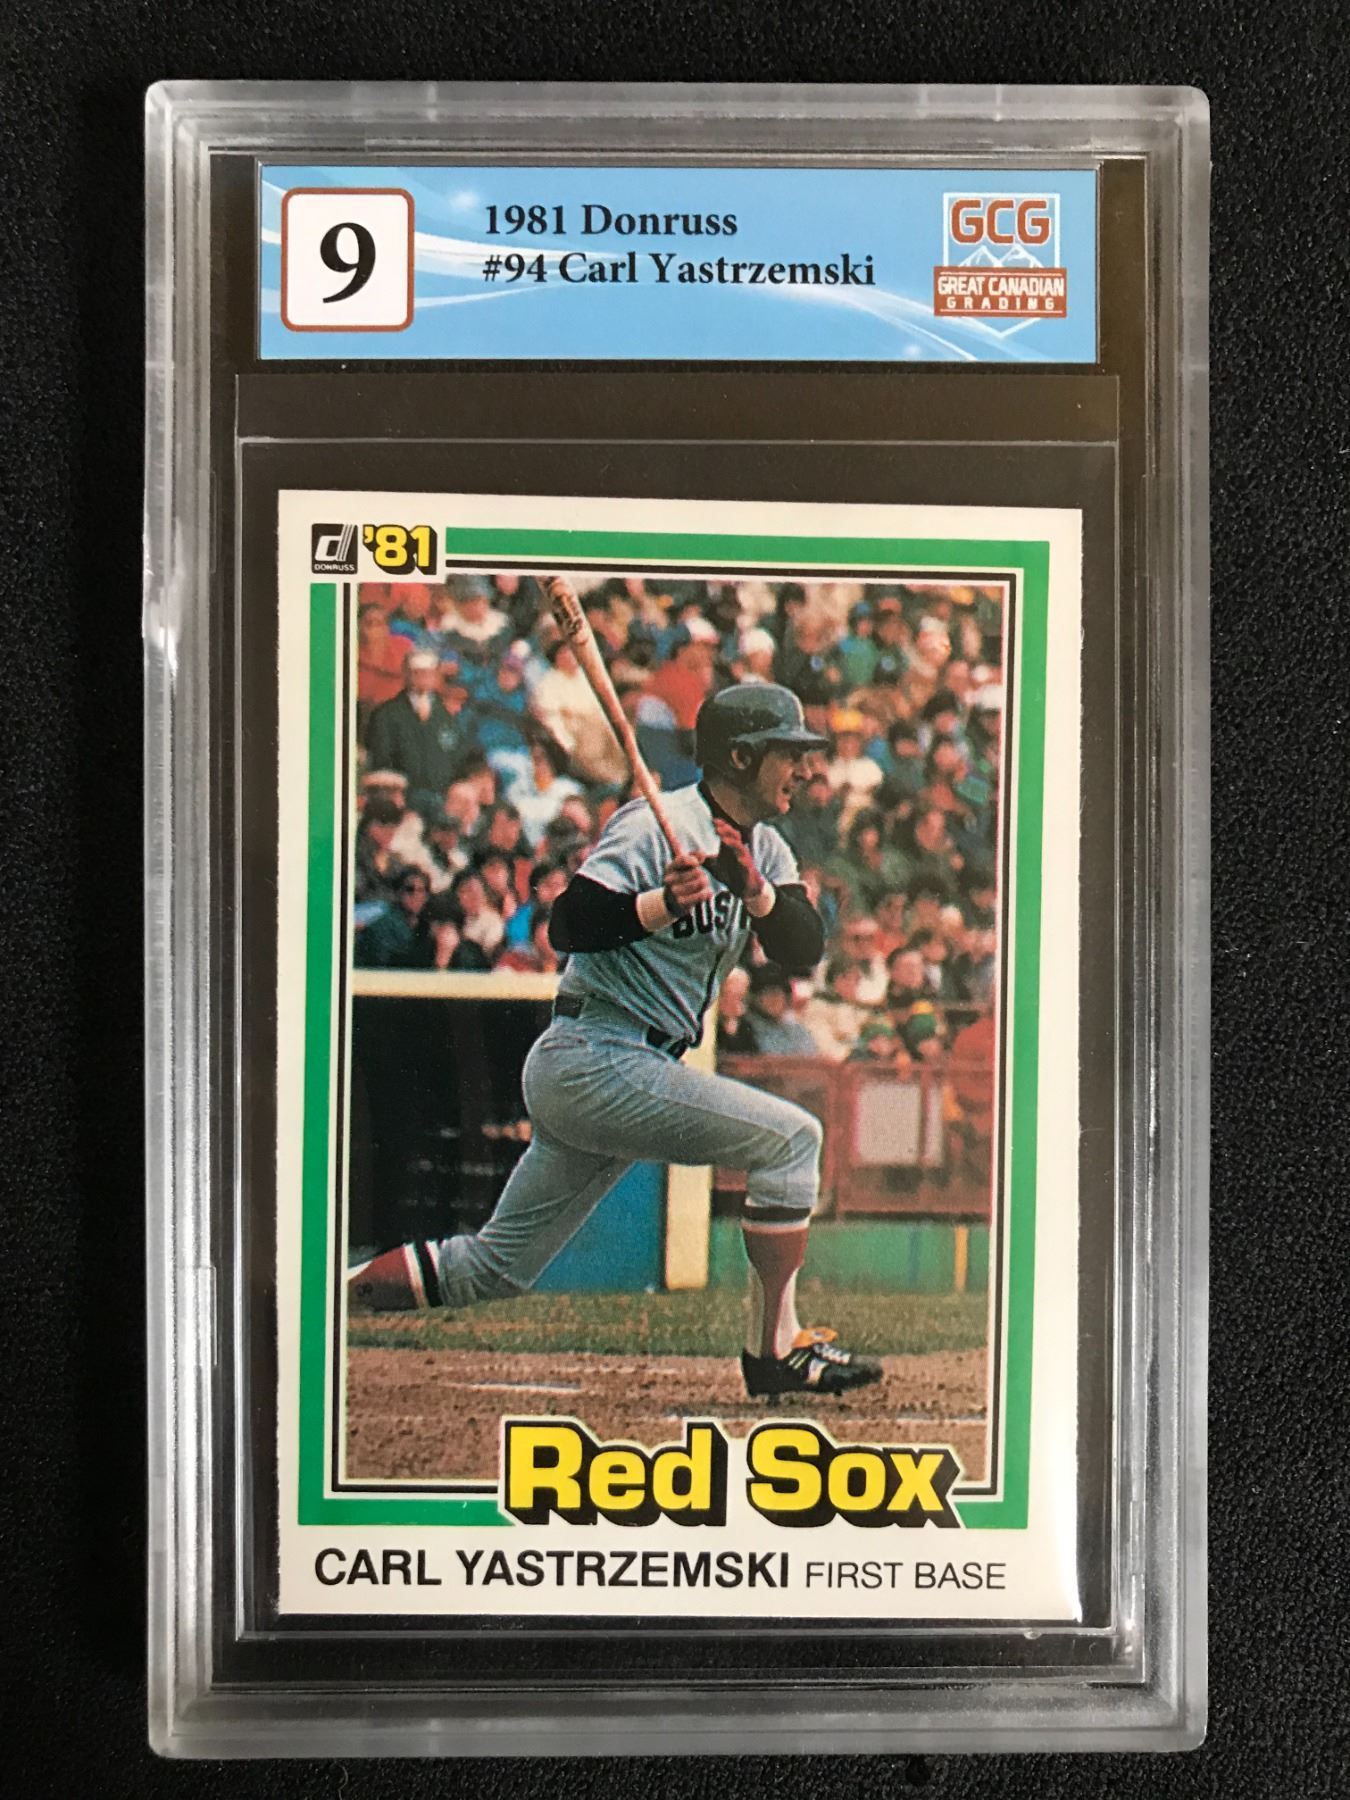 9
1981 Donruss
#94 Carl Yastrzemski
GCG
GREAT CANADIAN
GRADING
d '81
DONRUSS
Red Sox
CARL YASTRZEMSKI FIRST BASE